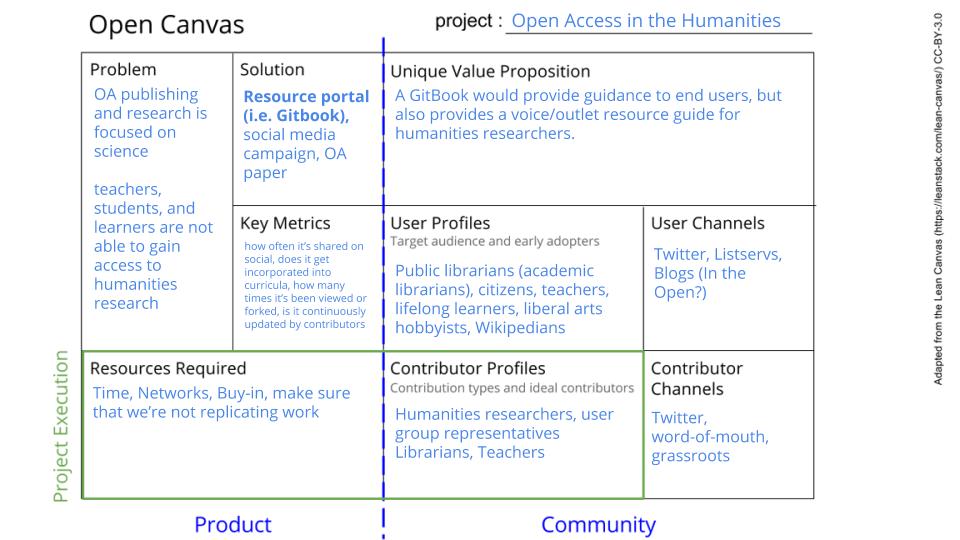 Open Canvas
project : Open Access in the Humanities
Problem
OA publishing
and research is
focused on
science
teachers,
students, and
learners are not
able to gain
access to
humanities
research
Solution
Resource portal
(i.e. Gitbook),
social media
campaign, OA
paper
Unique Value Proposition
A GitBook would provide guidance to end users, but
also provides a voice/outlet resource guide for
humanities researchers.
Key Metrics
how often it's shared on
social, does it get
incorporated into
curricula, how many
times it's been viewed or
forked, is it continuously
updated by contributors
User Profiles
Target audience and early adopters
Public librarians (academic
librarians), citizens, teachers,
lifelong learners, liberal arts
hobbyists, Wikipedians
User Channels
Twitter, Listservs,
Blogs (In the
Open?)
Resources Required
Time, Networks, Buy-in, make sure
that we're not replicating work
Contributor Profiles
Contribution types and ideal contributors
Humanities researchers, user
group representatives
Librarians, Teachers
Contributor
Channels
Twitter,
word-of-mouth,
grassroots
Project Execution
Product
Community
Adapted from the Lean Canvas (https://leanstack.com/lean-canvas/) CC-BY-3.0